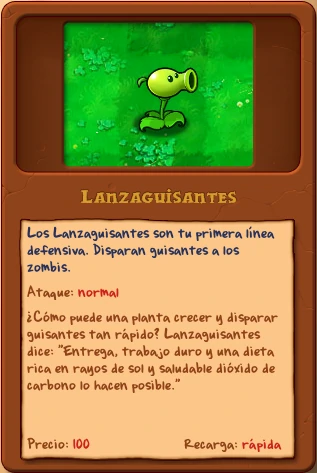 Lanzaguisantes
Los Lanzaguisantes son tu primera línea
defensiva. Disparan guisantes a los
zombis.
Ataque: normal
¿Cómo puede una planta crecer y disparar
guisantes tan rápido? Lanzaguisantes
dice: "Entrega, trabajo duro y una dieta
rica en rayos de sol y saludable dióxido de
carbono lo hacen posible."
Precio: 100 Recarga: rápida